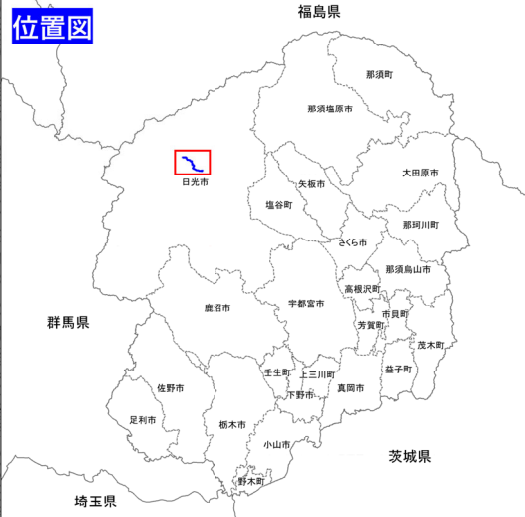 位置図
福島県
那須町
那須塩原市
日光市
矢板市
大田原市
塩谷町
那珂川町
さくら市
那須烏山市
高根沢町
鹿沼市
宇都宮市
市貝町
芳賀町
群馬県
茂木町
壬生町
上三川町
益子町
佐野市
真岡市
下野市
足利市
栃木市
小山市
茨城県
野木町
埼玉県